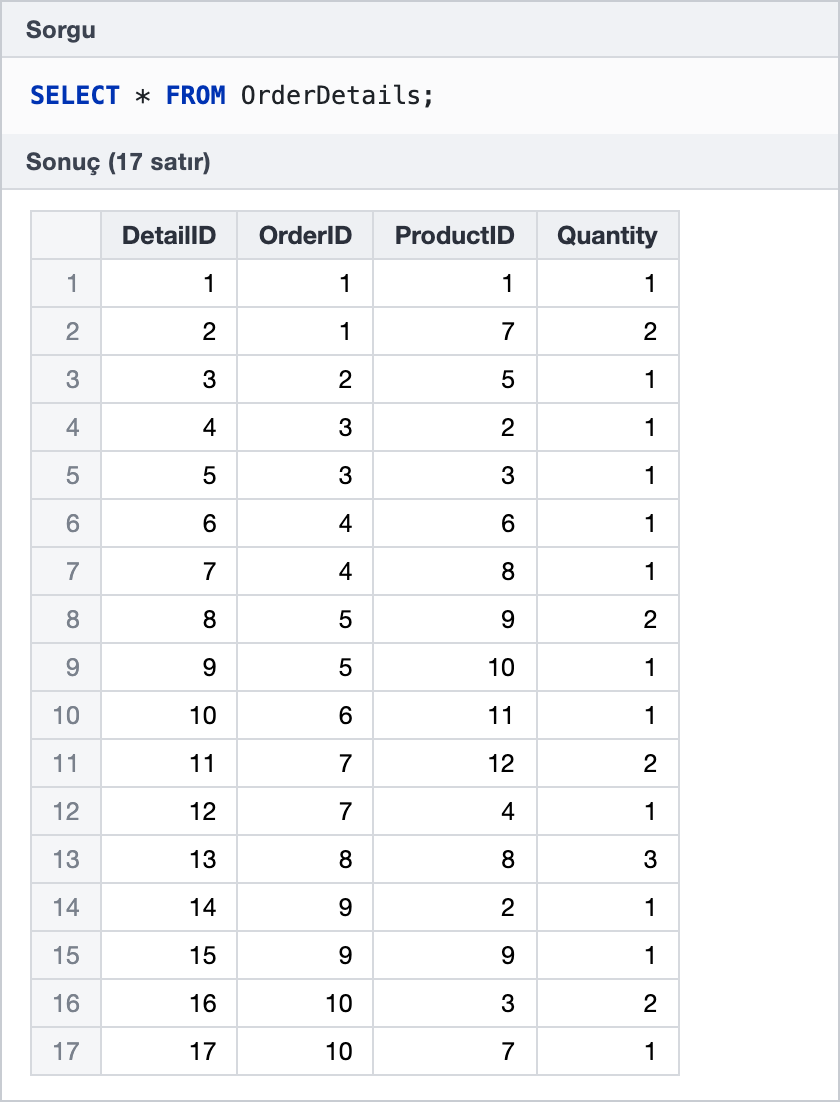 Sorgu
SELECT * FROM OrderDetails;
Sonuç (17 satır)
DetailID OrderID ProductID Quantity
1 1 1 1 1
2 2 1 7 2
3 3 2 5 1
4 4 3 2 1
5 5 3 3 1
6 6 4 6 1
7 7 4 8 1
8 8 5 9 2
9 9 5 10 1
10 10 6 11 1
11 11 7 12 2
12 12 7 4 1
13 13 8 8 3
14 14 9 2 1
15 15 9 9 1
16 16 10 3 2
17 17 10 7 1